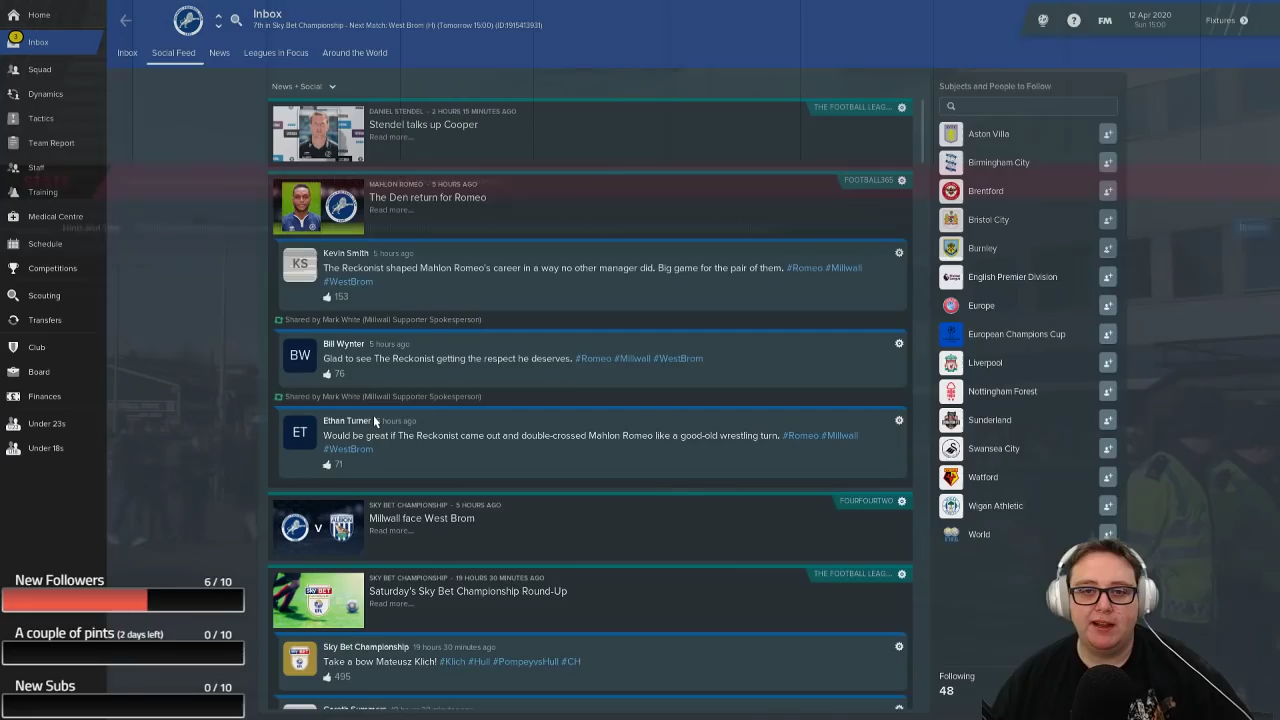 Home
Inbox
3
Squad
Dynamics
Tactics
Team Report
Staff
Training
Medical Centre
Schedule
Competitions
Scouting
Transfers
Club
Board
Finances
Under 23s
Under 18s
Inbox
7th in Sky Bet Championship - Next Match: West Brom (H) (Tomorrow 15:00) (ID:1915413931)
FM
12 Apr 2020
Sun 15:00
Fixtures
Inbox
Social Feed
News
Leagues in Focus
Around the World
News + Social
DANIEL STENDEL - 2 HOURS 15 MINUTES AGO
THE FOOTBALL LEAG...
Stendel talks up Cooper
Read more...
MAHLON ROMEO - 5 HOURS AGO
FOOTBALL365
The Den return for Romeo
Read more...
KS
Kevin Smith 5 hours ago
The Reckonist shaped Mahlon Romeo's career in a way no other manager did. Big game for the pair of them. #Romeo #Millwall
#WestBrom
153
Shared by Mark White (Millwall Supporter Spokesperson)
BW
Bill Wynter 5 hours ago
Glad to see The Reckonist getting the respect he deserves. #Romeo #Millwall #WestBrom
76
Shared by Mark White (Millwall Supporter Spokesperson)
ET
Ethan Turner hours ago
Would be great if The Reckonist came out and double-crossed Mahlon Romeo like a good-old wrestling turn. #Romeo #Millwall
#WestBrom
71
SKY BET CHAMPIONSHIP - 5 HOURS AGO
FOURFOURTWO
Millwall face West Brom
Read more...
V
SKY BET CHAMPIONSHIP - 19 HOURS 30 MINUTES AGO
THE FOOTBALL LEAG...
Saturday's Sky Bet Championship Round-Up
Read more...
Sky Bet Championship 19 hours 30 minutes ago
Take a bow Mateusz Klich! #Klich #Hull #PompeyvsHull #CH
495
Subjects and People to Follow
Aston Villa
Birmingham City
Brentford
Bristol City
Burnley
English Premier Division
Europe
European Champions Cup
Liverpool
Nottingham Forest
Sunderland
Swansea City
Watford
Wigan Athletic
World
Following
48
New Followers 6/10
A couple of pints (2 days left) 0/10
New Subs 0/10